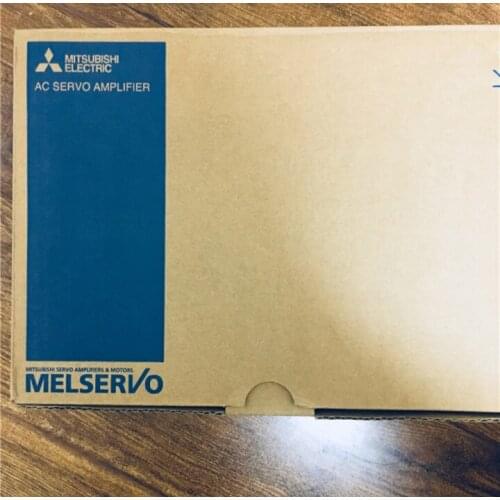 MITSUBISHI
ELECTRIC
AC SERVO AMPLIFIER
MITSUBISHI SERVO AMPLIFIERS & MOTORS
MELSERVO